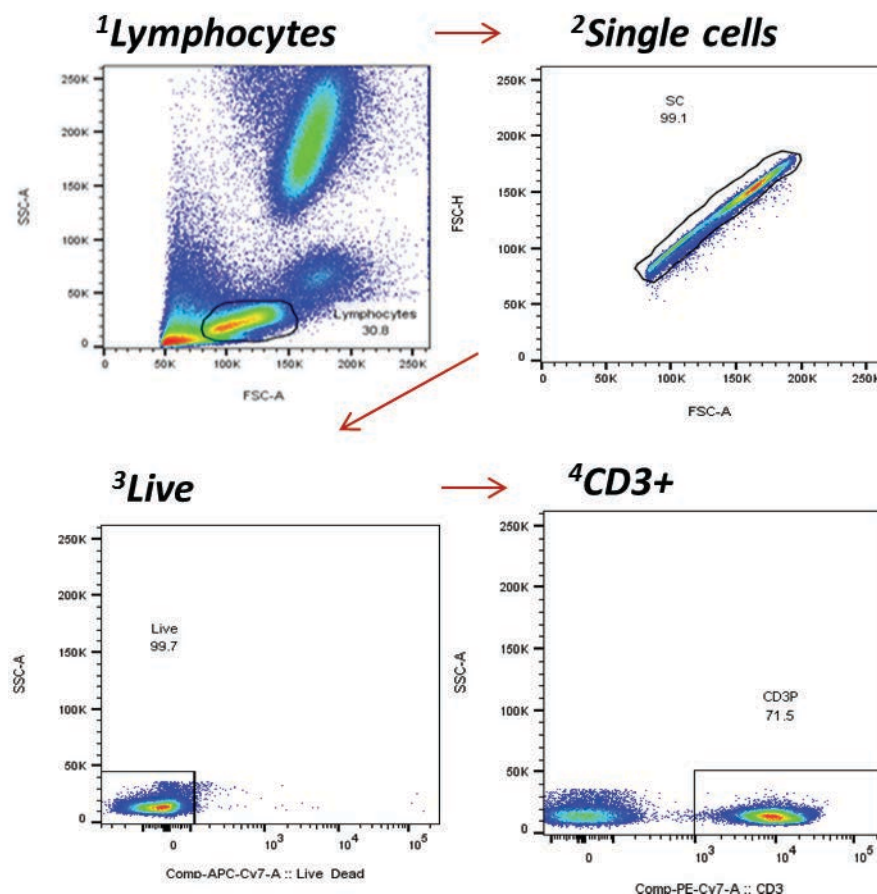 ¹Lymphocytes
²Single cells
250K
200K
150K
100K
50K
0
SSC-A
Lymphocytes
30.8
0
50K
100K
150K
200K
250K
FSC-A
250K
200K
150K
100K
50K
0
FSC-H
SC
99.1
0
50K
100K
150K
200K
250K
FSC-A
³Live
⁴CD3+
250K
200K
150K
100K
50K
0
SSC-A
Live
99.7
0
10³
10⁴
10⁵
Comp-APC-Cy7-A :: Live Dead
250K
200K
150K
100K
50K
0
SSC-A
CD3P
71.5
0
10³
10⁴
10⁵
Comp-PE-Cy7-A :: CD3